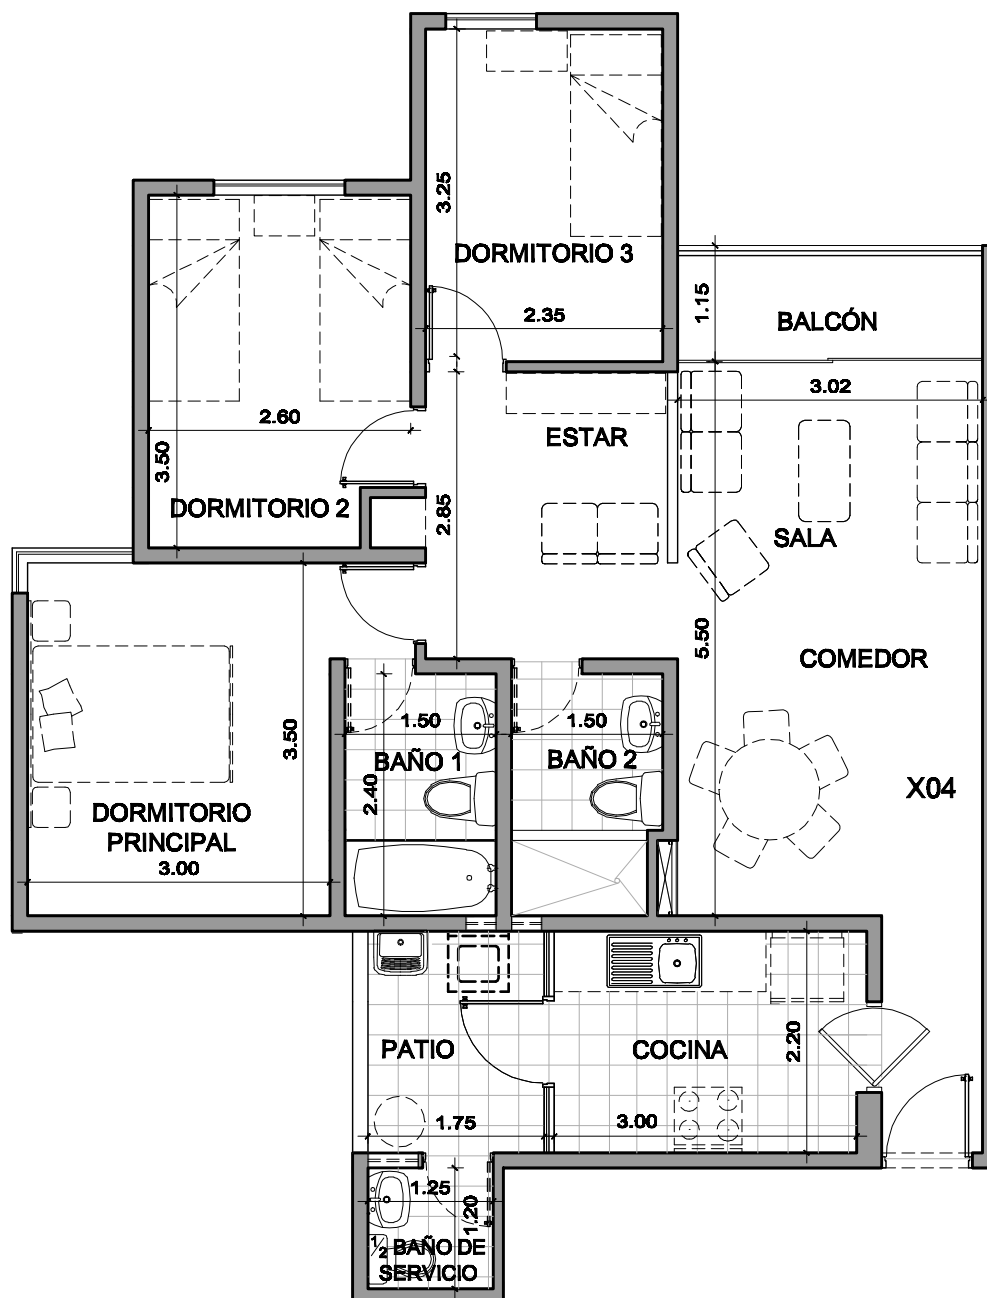 3.25
DORMITORIO 3
2.35
1.15
BALCÓN
3.02
2.60
3.50
DORMITORIO 2
ESTAR
2.85
SALA
5.50
COMEDOR
X04
3.50
DORMITORIO
PRINCIPAL
3.00
1.50
BAÑO 1
2.40
1.50
BAÑO 2
PATIO
1.75
COCINA
2.20
3.00
1.25
1.20
1/2 BAÑO DE
SERVICIO